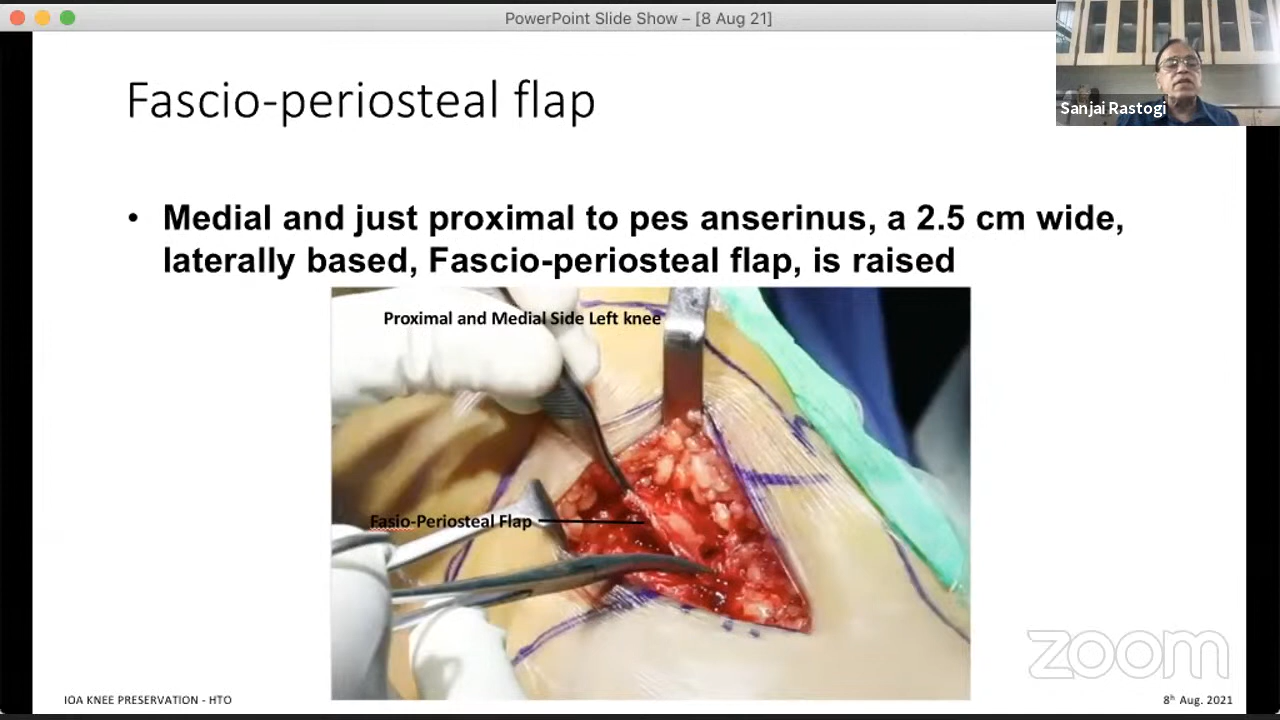 PowerPoint Slide Show – [8 Aug 21]
Sanjai Rastogi
Fascio-periosteal flap
• Medial and just proximal to pes anserinus, a 2.5 cm wide,
laterally based, Fascio-periosteal flap, is raised
Proximal and Medial Side Left knee
Fasio-Periosteal Flap
zoom
IOA KNEE PRESERVATION - HTO
8ᵗʰ Aug. 2021